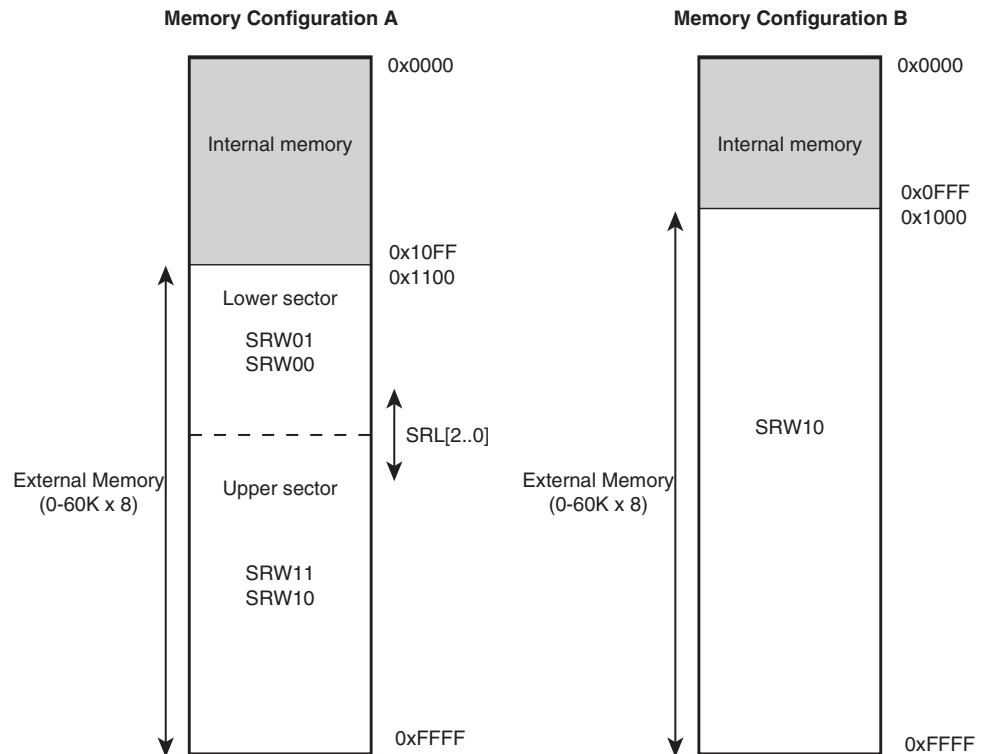 Memory Configuration A
0x0000
Internal memory
0x10FF
0x1100
Lower sector
SRW01
SRW00
SRL[2..0]
External Memory
(0-60K x 8)
Upper sector
SRW11
SRW10
0xFFFF
Memory Configuration B
0x0000
Internal memory
0x0FFF
0x1000
SRW10
External Memory
(0-60K x 8)
0xFFFF